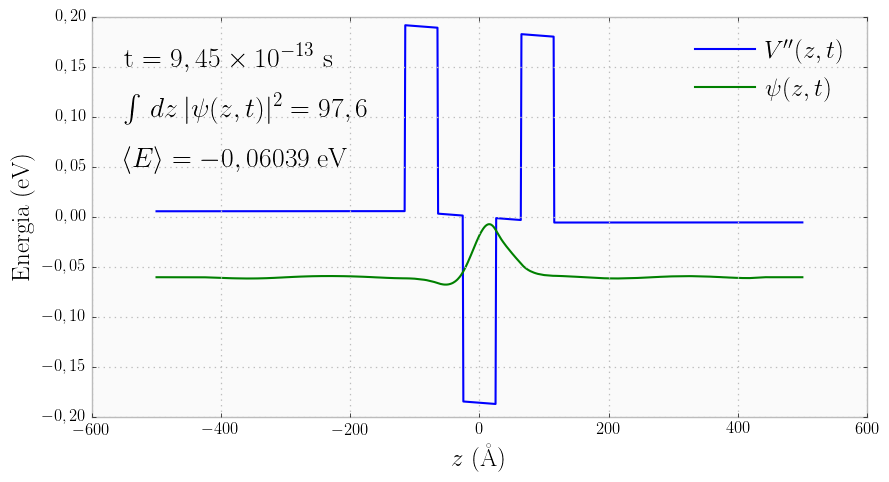 t = 9,45 × 10⁻¹³ s
∫ dz |ψ(z,t)|² = 97,6
⟨E⟩ = −0,06039 eV
V′′(z,t)
ψ(z,t)
Energia (eV)
0,20
0,15
0,10
0,05
0,00
−0,05
−0,10
−0,15
−0,20
−600 −400 −200 0 200 400 600
z (Å)